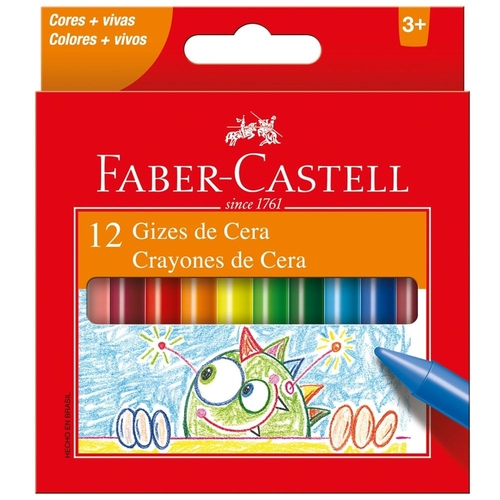 Cores + vivas
Colores + vivos
3+
FABER-CASTELL
since 1761
12 Gizes de Cera
Crayones de Cera
HECHO EN BRASIL